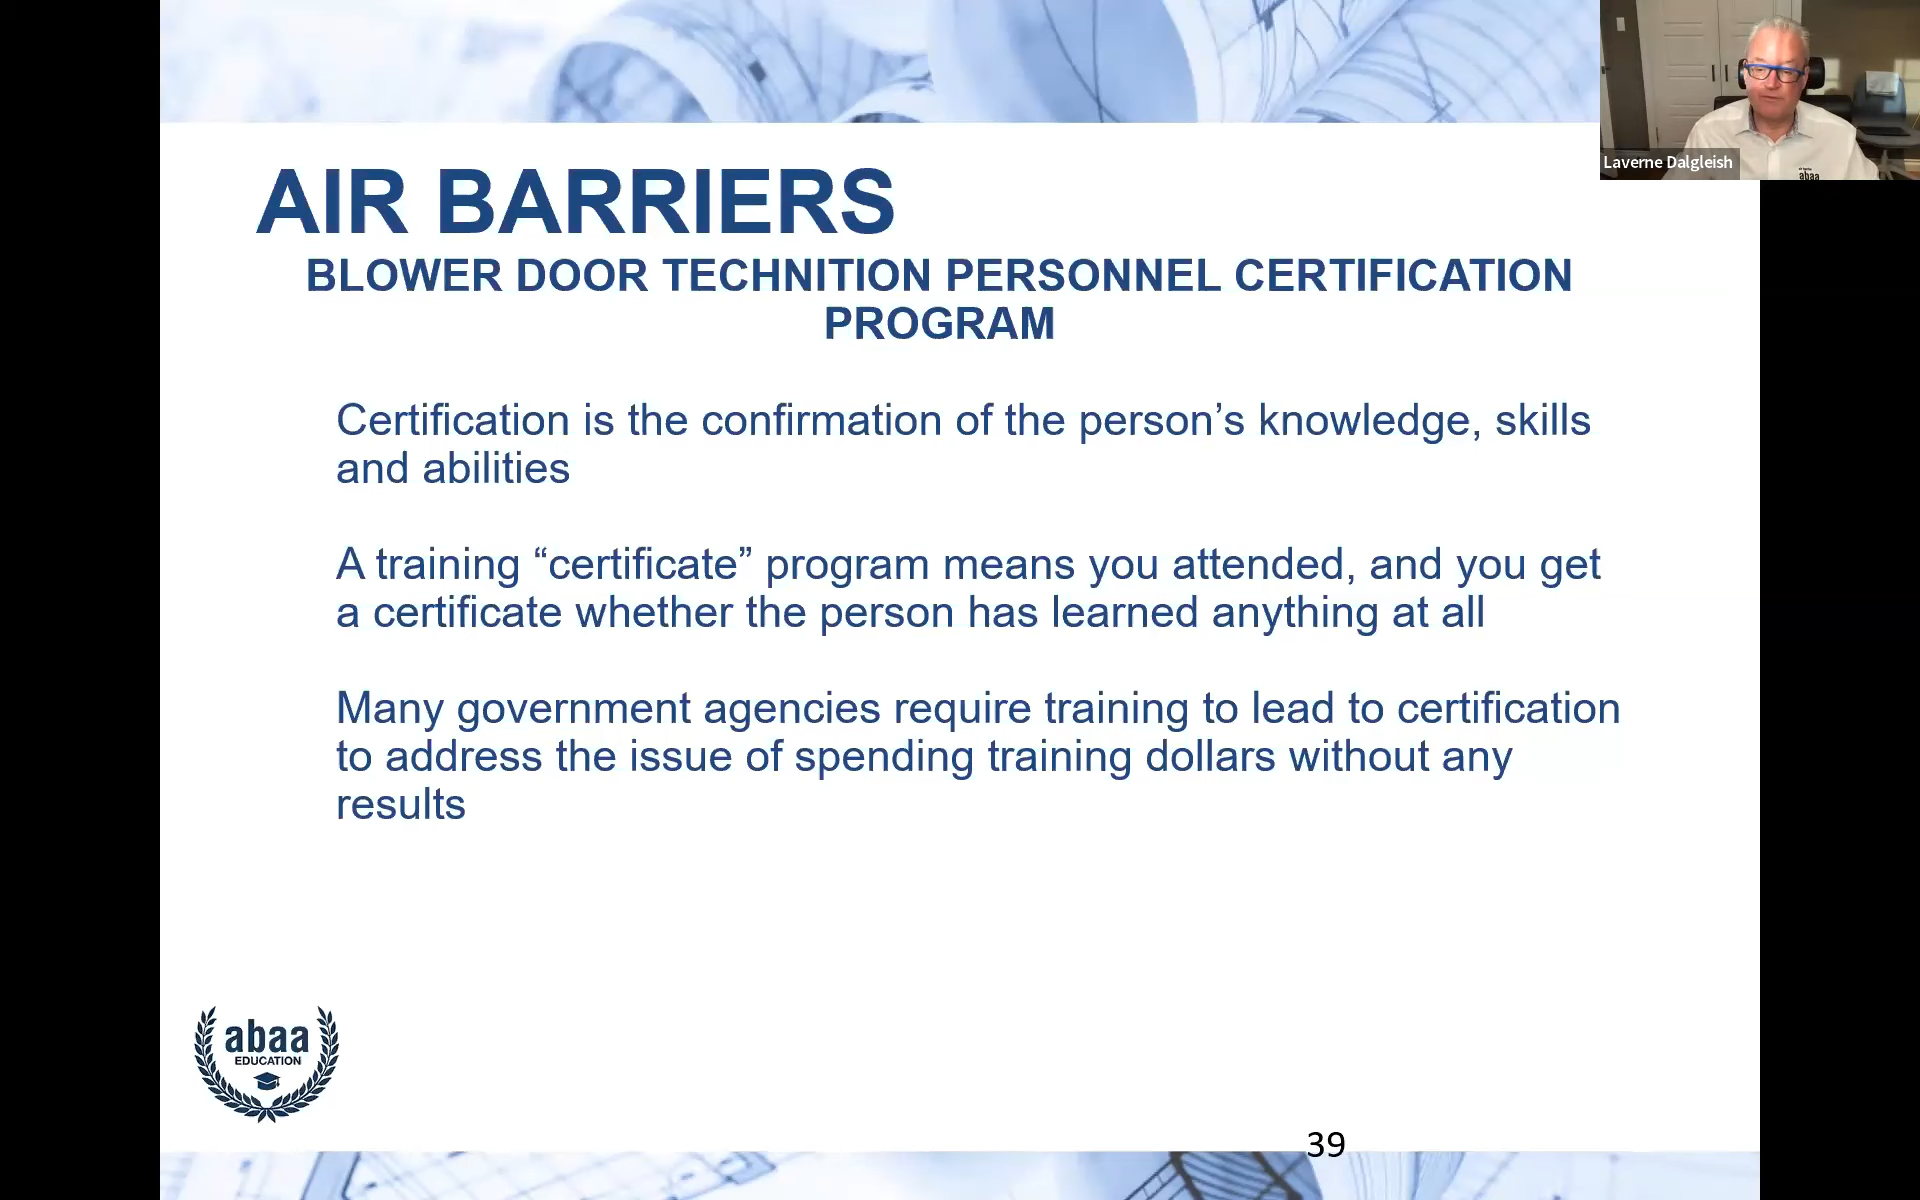 Laverne Dalgleish
abaa
AIR BARRIERS
BLOWER DOOR TECHNITION PERSONNEL CERTIFICATION
PROGRAM
Certification is the confirmation of the person’s knowledge, skills
and abilities
A training “certificate” program means you attended, and you get
a certificate whether the person has learned anything at all
Many government agencies require training to lead to certification
to address the issue of spending training dollars without any
results
abaa
EDUCATION
39